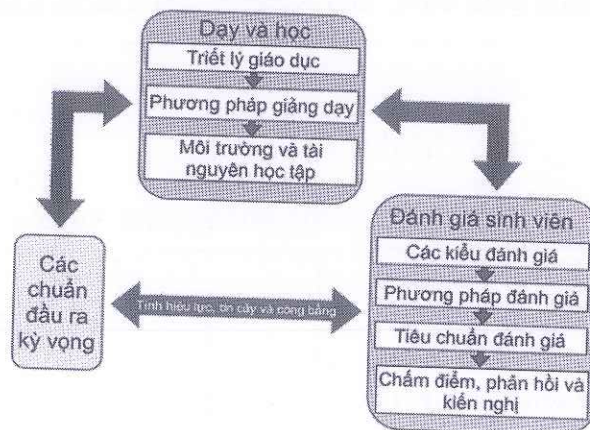 Dạy và học
Triết lý giáo dục
Phương pháp giảng dạy
Môi trường và tài
nguyên học tập
Đánh giá sinh viên
Các kiểu đánh giá
Phương pháp đánh giá
Tiêu chuẩn đánh giá
Chấm điểm, phản hồi và
kiến nghị
Các
chuẩn
đầu ra
kỳ vọng
Tính hiệu lực, tin cậy và công bằng